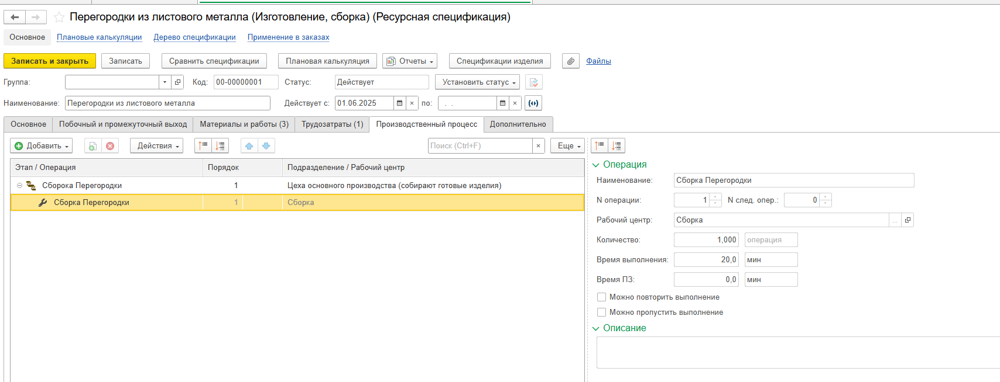 Перегородки из листового металла (Изготовление, сборка) (Ресурсная спецификация)
Основное Плановые калькуляции Дерево спецификации Применение в заказах
Записать и закрыть Записать Сравнить спецификации Плановая калькуляция Отчеты Спецификации изделия Файлы
Группа: Код: 00-00000001 Статус: Действует Установить статус
Наименование: Перегородки из листового металла Действует с: 01.06.2025 по: . .
Основное Побочный и промежуточный выход Материалы и работы (3) Трудозатраты (1) Производственный процесс Дополнительно
Добавить Действия Поиск (Ctrl+F) × Еще
Этап / Операция Порядок Подразделение / Рабочий центр
Сборока Перегородки 1 Цеха основного производства (собирают готовые изделия)
Сборка Перегородки 1 Сборка
Операция
Наименование: Сборка Перегородки
N операции: 1 N след. опер.: 0
Рабочий центр: Сборка ...
Количество: 1,000 операция
Время выполнения: 20,0 мин
Время ПЗ: 0,0 мин
Можно повторить выполнение
Можно пропустить выполнение
Описание